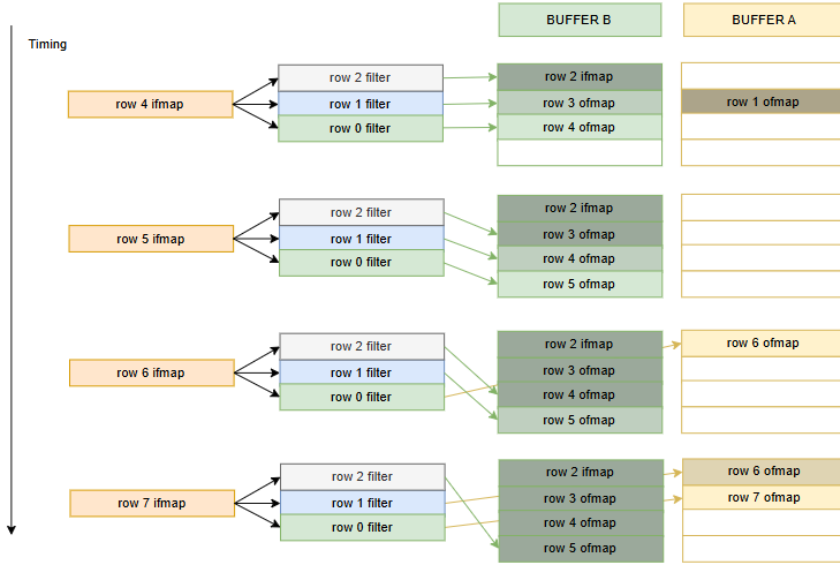 BUFFER B
BUFFER A
Timing
row 4 ifmap
row 2 filter
row 1 filter
row 0 filter
row 2 ifmap
row 3 ofmap
row 4 ofmap
row 1 ofmap
row 5 ifmap
row 2 filter
row 1 filter
row 0 filter
row 2 ifmap
row 3 ofmap
row 4 ofmap
row 5 ofmap
row 6 ifmap
row 2 filter
row 1 filter
row 0 filter
row 2 ifmap
row 3 ofmap
row 4 ofmap
row 5 ofmap
row 6 ofmap
row 7 ifmap
row 2 filter
row 1 filter
row 0 filter
row 2 ifmap
row 3 ofmap
row 4 ofmap
row 5 ofmap
row 6 ofmap
row 7 ofmap